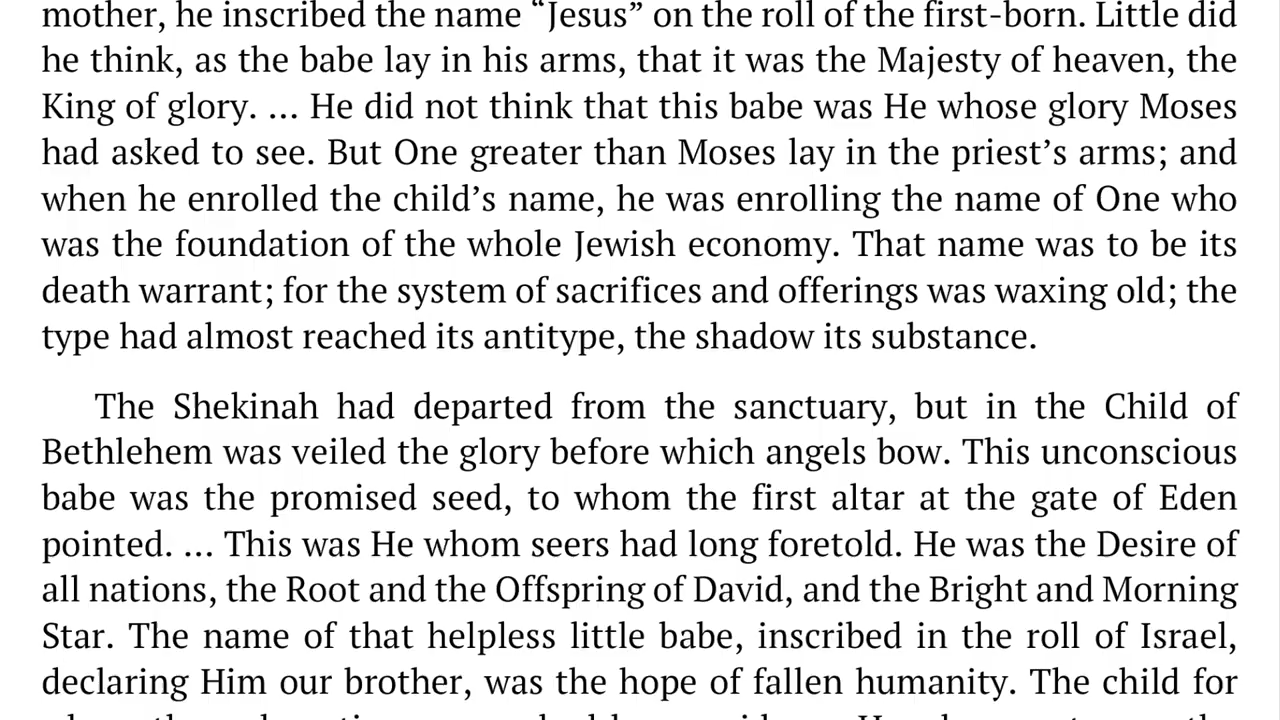 mother, he inscribed the name “Jesus” on the roll of the first-born. Little did
he think, as the babe lay in his arms, that it was the Majesty of heaven, the
King of glory. ... He did not think that this babe was He whose glory Moses
had asked to see. But One greater than Moses lay in the priest’s arms; and
when he enrolled the child’s name, he was enrolling the name of One who
was the foundation of the whole Jewish economy. That name was to be its
death warrant; for the system of sacrifices and offerings was waxing old; the
type had almost reached its antitype, the shadow its substance.
The Shekinah had departed from the sanctuary, but in the Child of
Bethlehem was veiled the glory before which angels bow. This unconscious
babe was the promised seed, to whom the first altar at the gate of Eden
pointed. ... This was He whom seers had long foretold. He was the Desire of
all nations, the Root and the Offspring of David, and the Bright and Morning
Star. The name of that helpless little babe, inscribed in the roll of Israel,
declaring Him our brother, was the hope of fallen humanity. The child for